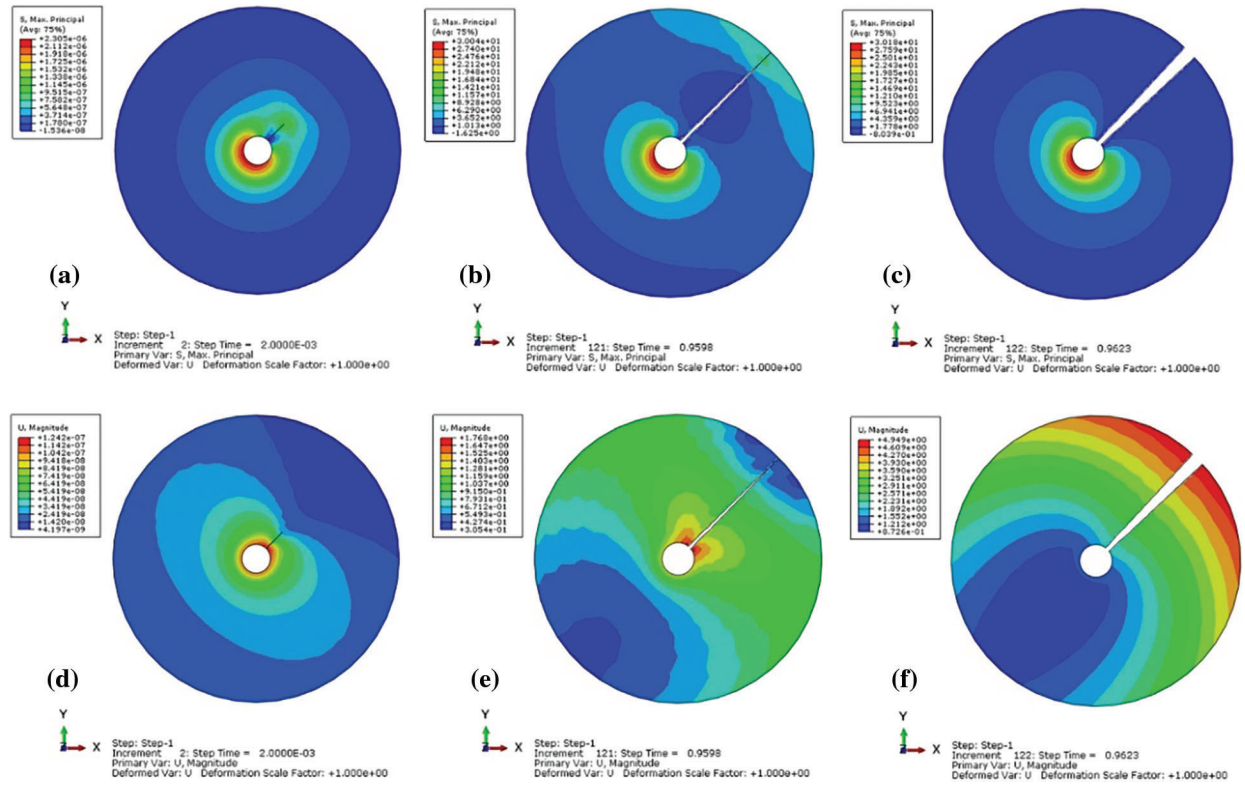 S, Max. Principal
(Avg: 75%)
+2.305e-06
+2.112e-06
+1.918e-06
+1.725e-06
+1.532e-06
+1.338e-06
+1.145e-06
+9.515e-07
+7.582e-07
+5.648e-07
+3.714e-07
+1.780e-07
-1.536e-08
(a)
Y
Z X
Step: Step-1
Increment 2: Step Time = 2.0000E-03
Primary Var: S, Max. Principal
Deformed Var: U Deformation Scale Factor: +1.000e+00
S, Max. Principal
(Avg: 75%)
+3.004e+01
+2.740e+01
+2.476e+01
+2.212e+01
+1.948e+01
+1.684e+01
+1.421e+01
+1.157e+01
+8.928e+00
+6.290e+00
+3.652e+00
+1.013e+00
-1.625e+00
(b)
Y
Z X
Step: Step-1
Increment 121: Step Time = 0.9598
Primary Var: S, Max. Principal
Deformed Var: U Deformation Scale Factor: +1.000e+00
S, Max. Principal
(Avg: 75%)
+3.018e+01
+2.759e+01
+2.501e+01
+2.243e+01
+1.985e+01
+1.727e+01
+1.469e+01
+1.210e+01
+9.523e+00
+6.941e+00
+4.359e+00
+1.778e+00
-8.039e-01
(c)
Y
Z X
Step: Step-1
Increment 122: Step Time = 0.9623
Primary Var: S, Max. Principal
Deformed Var: U Deformation Scale Factor: +1.000e+00
U, Magnitude
+1.242e-07
+1.142e-07
+1.042e-07
+9.418e-08
+8.419e-08
+7.419e-08
+6.419e-08
+5.419e-08
+4.419e-08
+3.419e-08
+2.419e-08
+1.420e-08
+4.197e-09
(d)
Y
Z X
Step: Step-1
Increment 2: Step Time = 2.0000E-03
Primary Var: U, Magnitude
Deformed Var: U Deformation Scale Factor: +1.000e+00
U, Magnitude
+1.768e+00
+1.647e+00
+1.525e+00
+1.403e+00
+1.281e+00
+1.159e+00
+1.037e+00
+9.150e-01
+7.931e-01
+6.712e-01
+5.493e-01
+4.274e-01
+3.054e-01
(e)
Y
Z X
Step: Step-1
Increment 121: Step Time = 0.9598
Primary Var: U, Magnitude
Deformed Var: U Deformation Scale Factor: +1.000e+00
U, Magnitude
+4.949e+00
+4.609e+00
+4.270e+00
+3.930e+00
+3.590e+00
+3.251e+00
+2.911e+00
+2.571e+00
+2.231e+00
+1.892e+00
+1.552e+00
+1.212e+00
+8.726e-01
(f)
Y
Z X
Step: Step-1
Increment 122: Step Time = 0.9623
Primary Var: U, Magnitude
Deformed Var: U Deformation Scale Factor: +1.000e+00